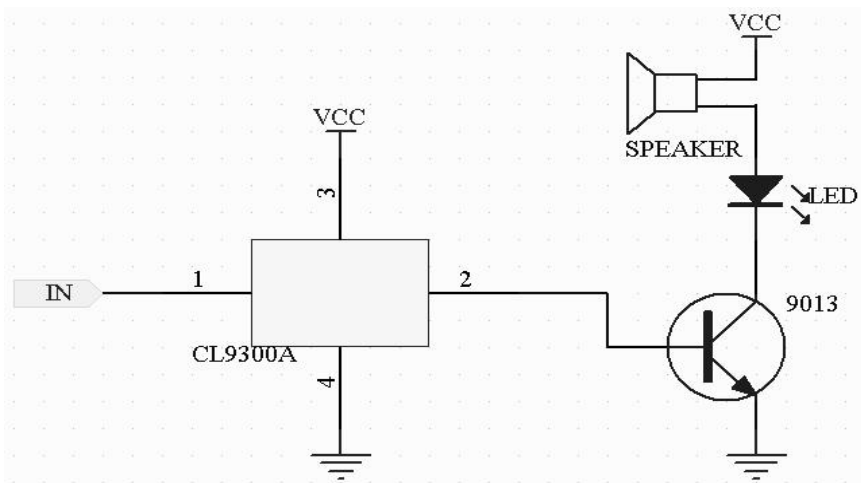 VCC
SPEAKER
VCC
LED
3
1
2
IN
9013
CL9300A
4